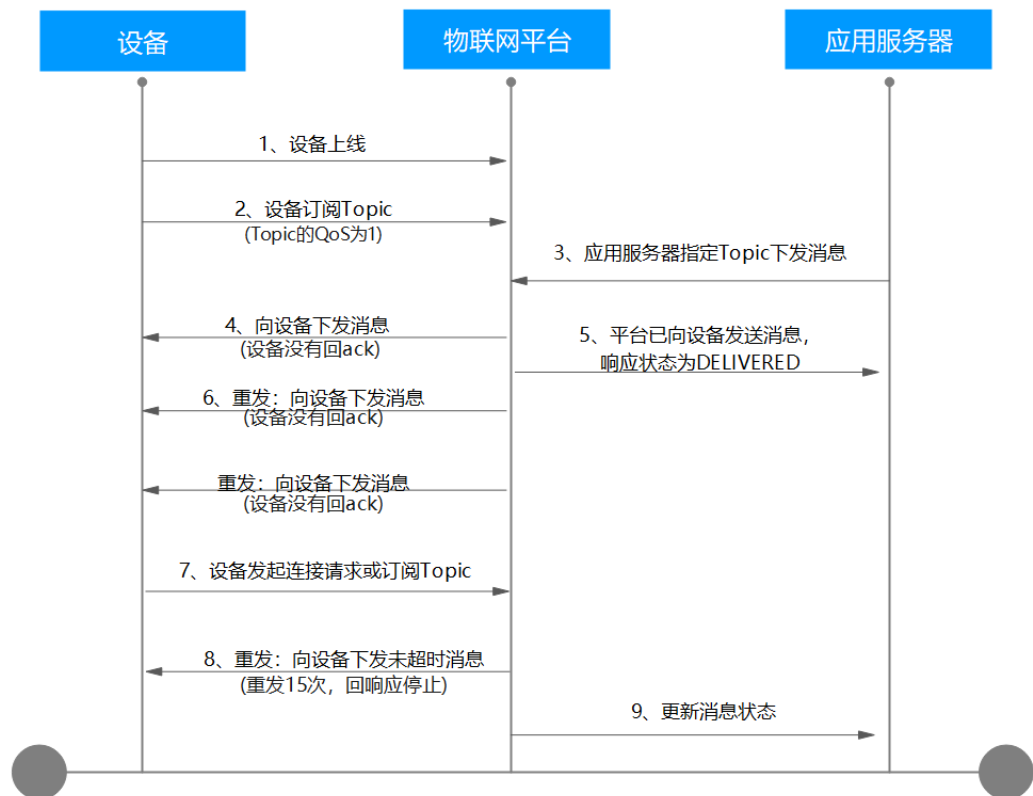 设备
物联网平台
应用服务器
1、设备上线
2、设备订阅Topic
(Topic的QoS为1)
3、应用服务器指定Topic下发消息
4、向设备下发消息
(设备没有回ack)
5、平台已向设备发送消息，
响应状态为DELIVERED
6、重发：向设备下发消息
(设备没有回ack)
重发：向设备下发消息
(设备没有回ack)
7、设备发起连接请求或订阅Topic
8、重发：向设备下发未超时消息
(重发15次，回响应停止)
9、更新消息状态